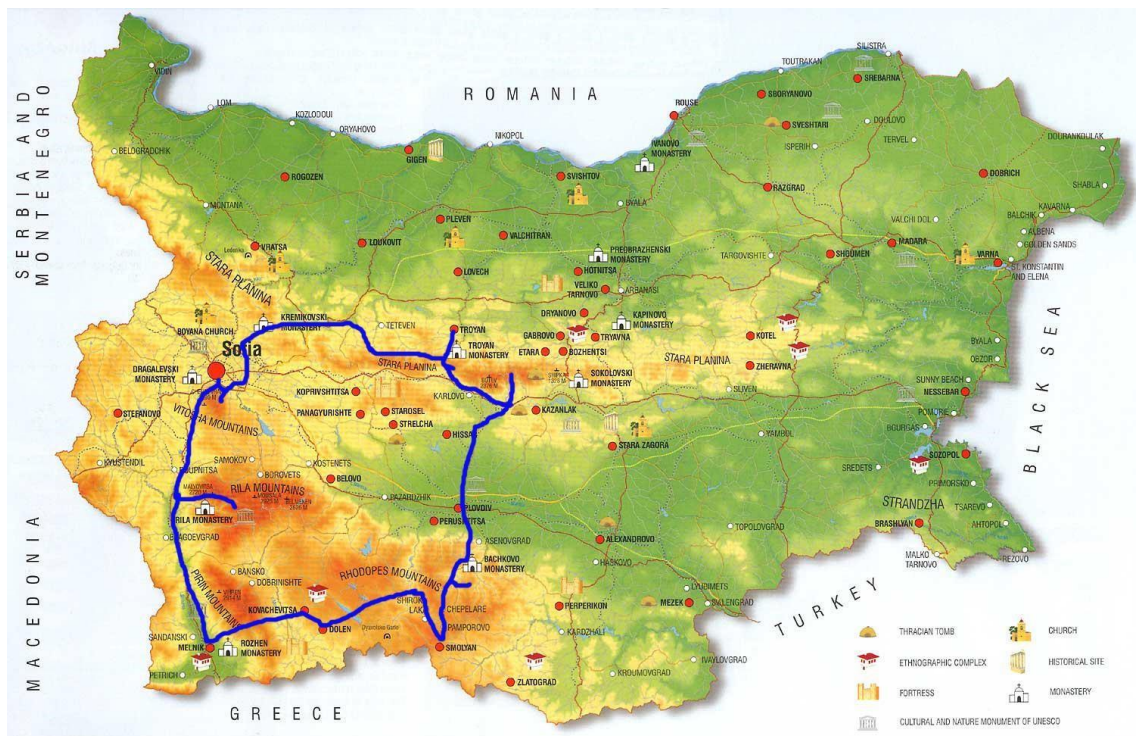 SERBIA AND
MONTENEGRO
ROMANIA
BLACK SEA
TURKEY
GREECE
MACEDONIA
VIDIN
LOM
KOZLODOUI
ORYAHOVO
NIKOPOL
BELOGRADCHIK
GIGEN
ROGOZEN
SVISHTOV
MONTANA
PLEVEN
VALCHITRAN
LOUKOVIT
VRATSA
LOVECH
ROUSE
IVANOVO
MONASTERY
BYALA
SILISTRA
TOUTRAKAN
SREBARNA
SBORYANOVO
SVESHTARI
DOULOVO
ISPERIH
TERVEL
RAZGRAD
DOURANKOULAK
DOBRICH
SHABLA
KAVARNA
BALCHIK
ALBENA
GOLDEN SANDS
VALCHI DOL
MADARA
SHOUMEN
TARGOVISHTE
VARNA
ST. KONSTANTIN
AND ELENA
PREOBRAZHENSKI
MONASTERY
HOTNITSA
VELIKO
TARNOVO
ARBANASI
DRYANOVO
KAPINOVO
MONASTERY
GABROVO
TRYAVNA
ETARA
BOZHENTSI
STARA PLANINA
KREMIKOVSKI
MONASTERY
BOYANA CHURCH
Sofia
DRAGALEVSKI
MONASTERY
TETEVEN
TROYAN
TROYAN
MONASTERY
STARA PLANINA
STARA PLANINA
SOKOLOVSKI
MONASTERY
KOTEL
ZHERAVNA
BYALA
OBZOR
SUNNY BEACH
NESSEBAR
POMORIE
BOURGAS
SLIVEN
KOPRIVSHTITSA
KARLOVO
PANAGYURISHTE
STAROSEL
STRELCHA
HISSAR
KAZANLAK
STARA ZAGORA
YAMBOL
STEFANOVO
VITOSHA MOUNTAINS
KYUSTENDIL
DOUPNITSA
SAMOKOV
BOROVETS
KOSTENETS
BELOVO
PAZARDZHIK
PLOVDIV
PERUSHTITSA
RILA MOUNTAINS
RILA MONASTERY
BLAGOEVGRAD
ASENOVGRAD
BACHKOVO
MONASTERY
RHODOPES MOUNTAINS
SREDETS
SOZOPOL
PRIMORSKO
STRANDZHA
TSAREVO
AHTOPOL
BRASHLYAN
MALKO
TARNOVO
REZOVO
TOPOLOVGRAD
ALEXANDROVO
HASKOVO
LYUBIMETS
SVILENGRAD
MEZEK
PERPERIKON
KARDZHALI
IVAYLOVGRAD
KROUMOVGRAD
ZLATOGRAD
BANSKO
DOBRINISHTE
PIRIN MOUNTAINS
KOVACHEVITSA
DOLEN
CHEPELARE
PAMPOROVO
SMOLYAN
SANDANSKI
MELNIK
ROZHEN
MONASTERY
PETRICH
THRACIAN TOMB
CHURCH
ETHNOGRAPHIC COMPLEX
HISTORICAL SITE
FORTRESS
MONASTERY
CULTURAL AND NATURE MONUMENT OF UNESCO